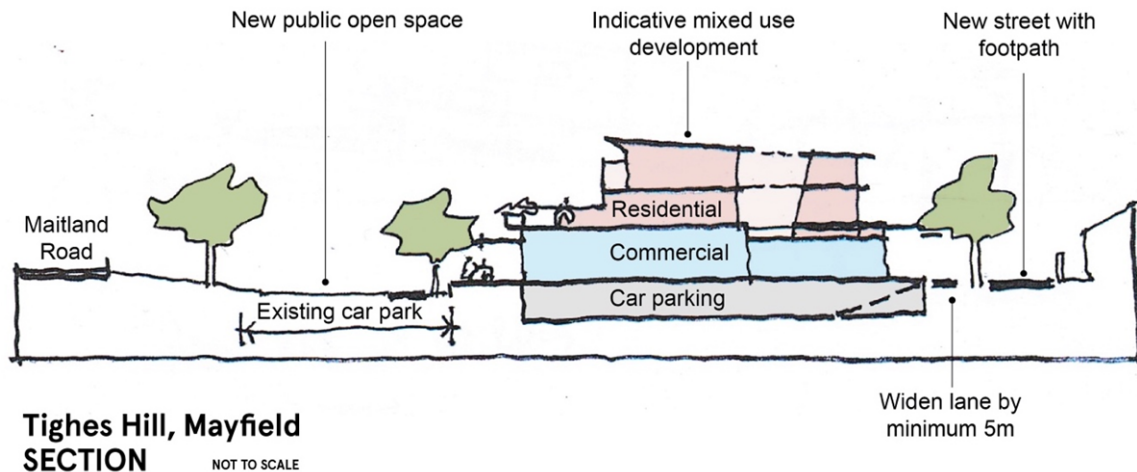 New public open space
Indicative mixed use
development
New street with
footpath
Maitland
Road
Residential
Commercial
Existing car park
Car parking
Widen lane by
minimum 5m
Tighes Hill, Mayfield
SECTION
NOT TO SCALE